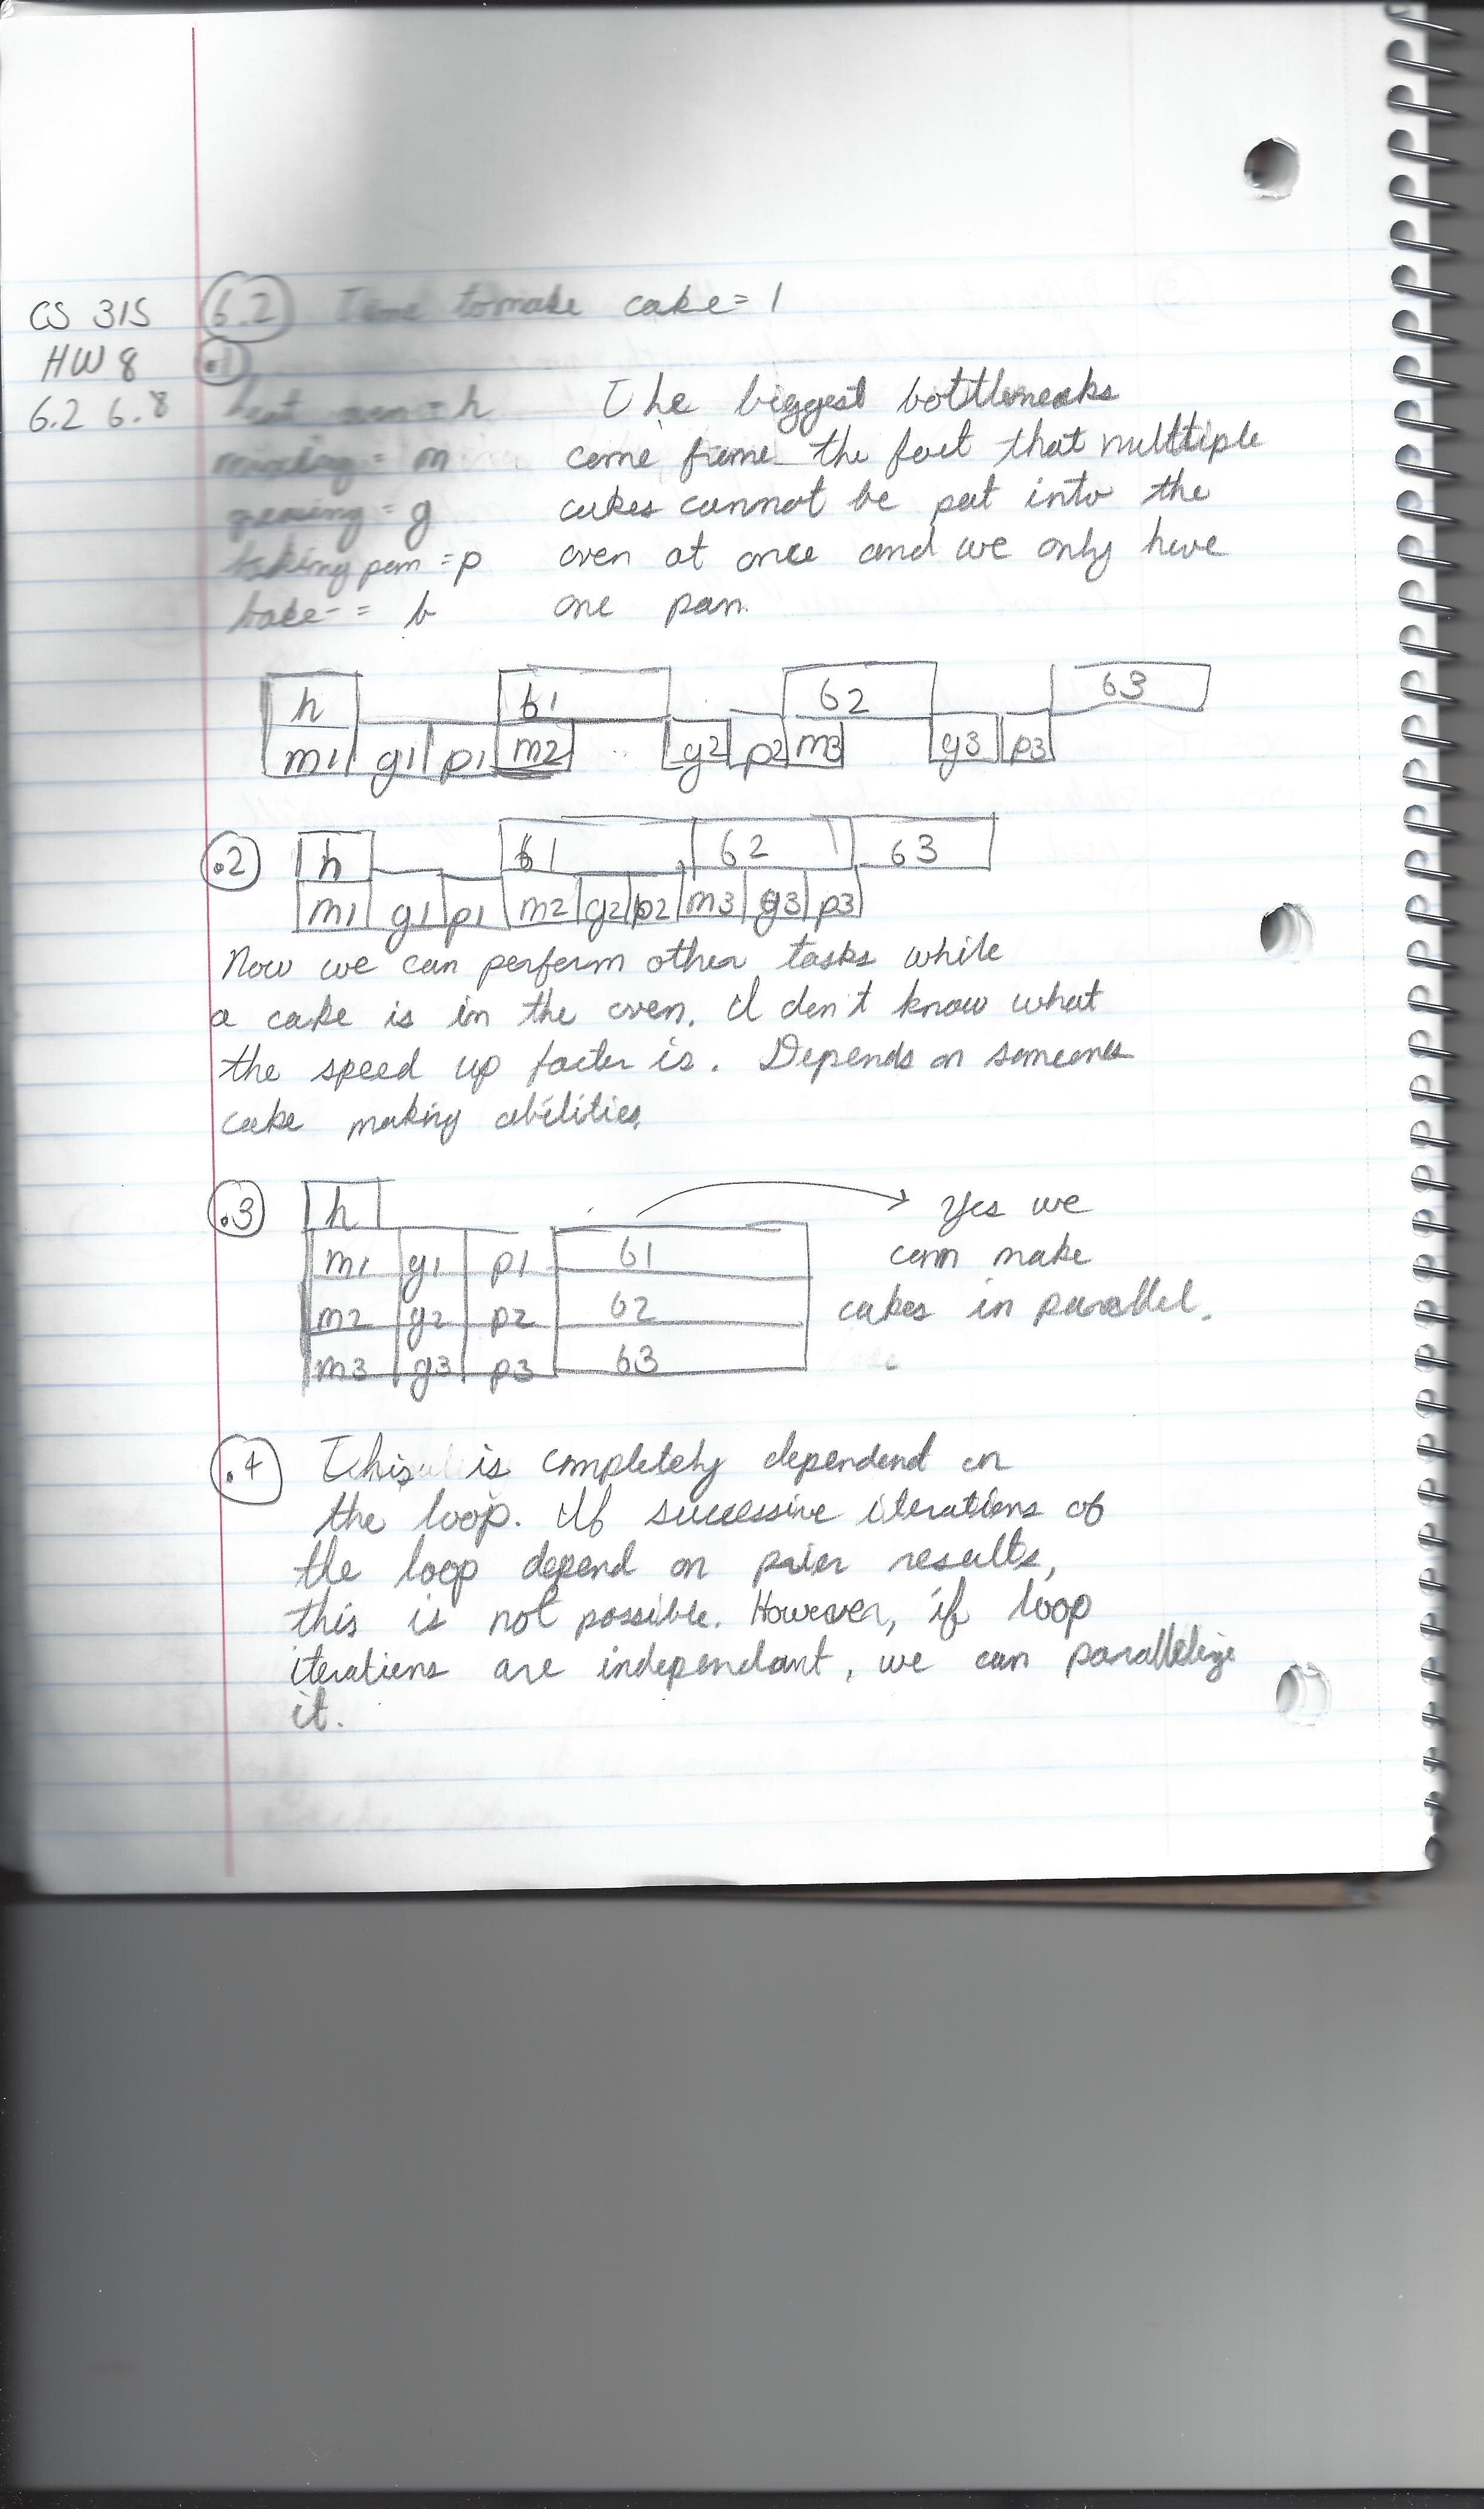 CS 315
HW 8
6.2 6.8
6.2 Time to make cake = 1
.1
heat = h
mixing = m
= g
baking pan = p
bake - = b
The biggest bottlenecks
come frome the fact that multtiple
cakes cannot be put into the
oven at once and we only have
one pan.
h b1 b2 b3
m1 g1 p1 m2 g2 p2 m3 g3 p3
.2
h b1 b2 b3
m1 g1 p1 m2 g2 p2 m3 g3 p3
Now we can perform other tasks while
a cake is in the oven. I don't know what
the speed up factor is. Depends on someones
cake making abilities.
.3
h
m1 g1 p1 b1
m2 g2 p2 b2
m3 g3 p3 b3
Yes we
can make
cakes in parallel.
.4 This is completely dependend on
the loop. If successive iterations of
the loop depend on prior results,
this is not possible. However, if loop
iterations are independant, we can parallelize
it.